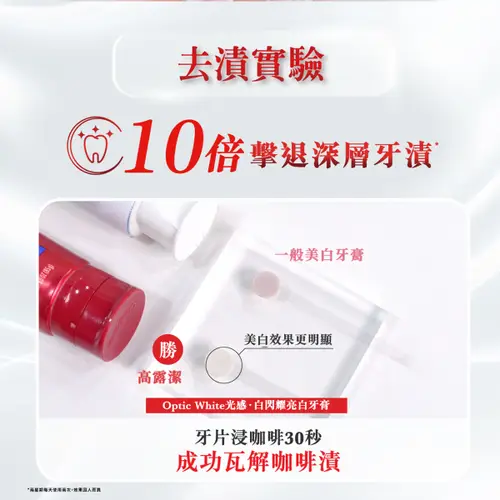 去漬實驗
10倍擊退深層牙漬*
一般美白牙膏
美白效果更明顯
勝
高露潔
Optic White光感·白閃耀亮白牙膏
牙片浸咖啡30秒
成功瓦解咖啡漬